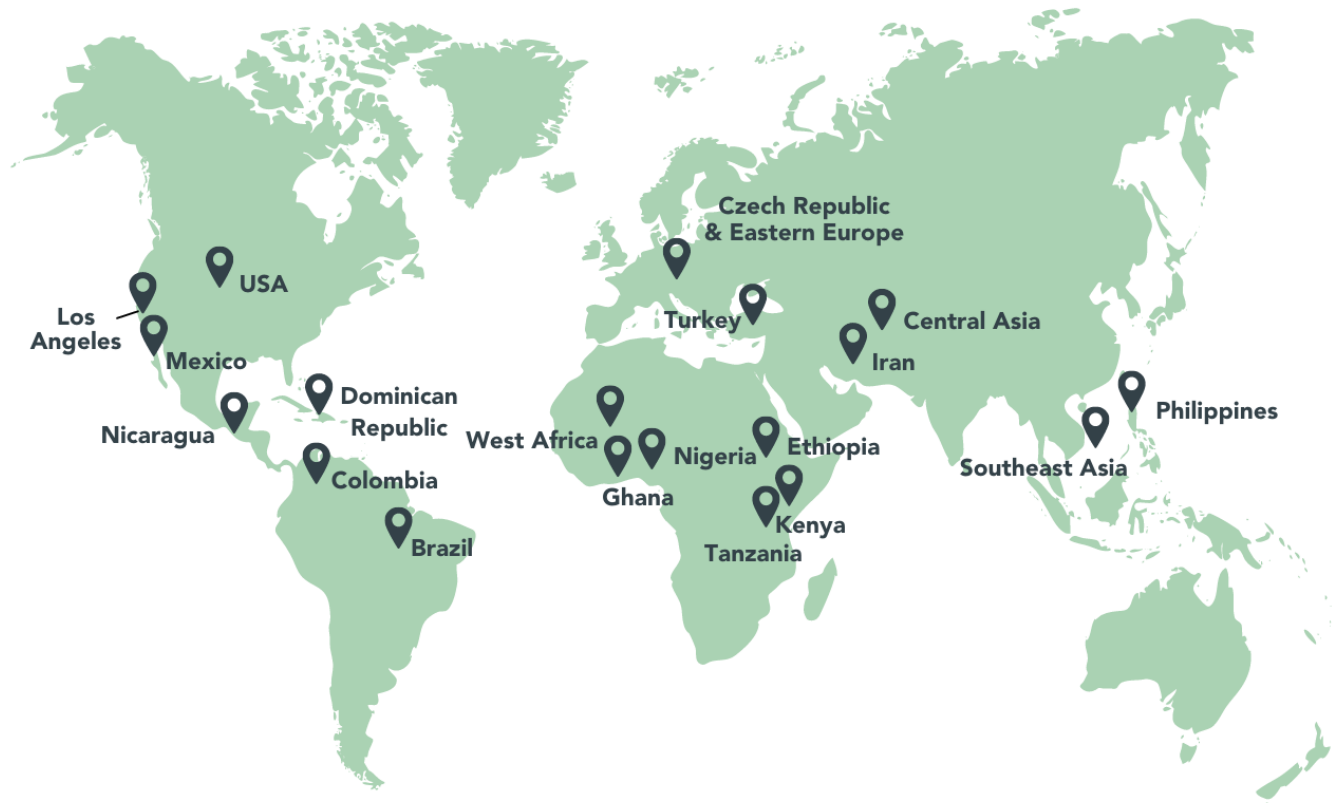 Czech Republic
& Eastern Europe
USA
Los
Angeles
Turkey
Central Asia
Mexico
Iran
Dominican
Republic
Philippines
Nicaragua
West Africa
Ethiopia
Nigeria
Southeast Asia
Colombia
Ghana
Kenya
Brazil
Tanzania